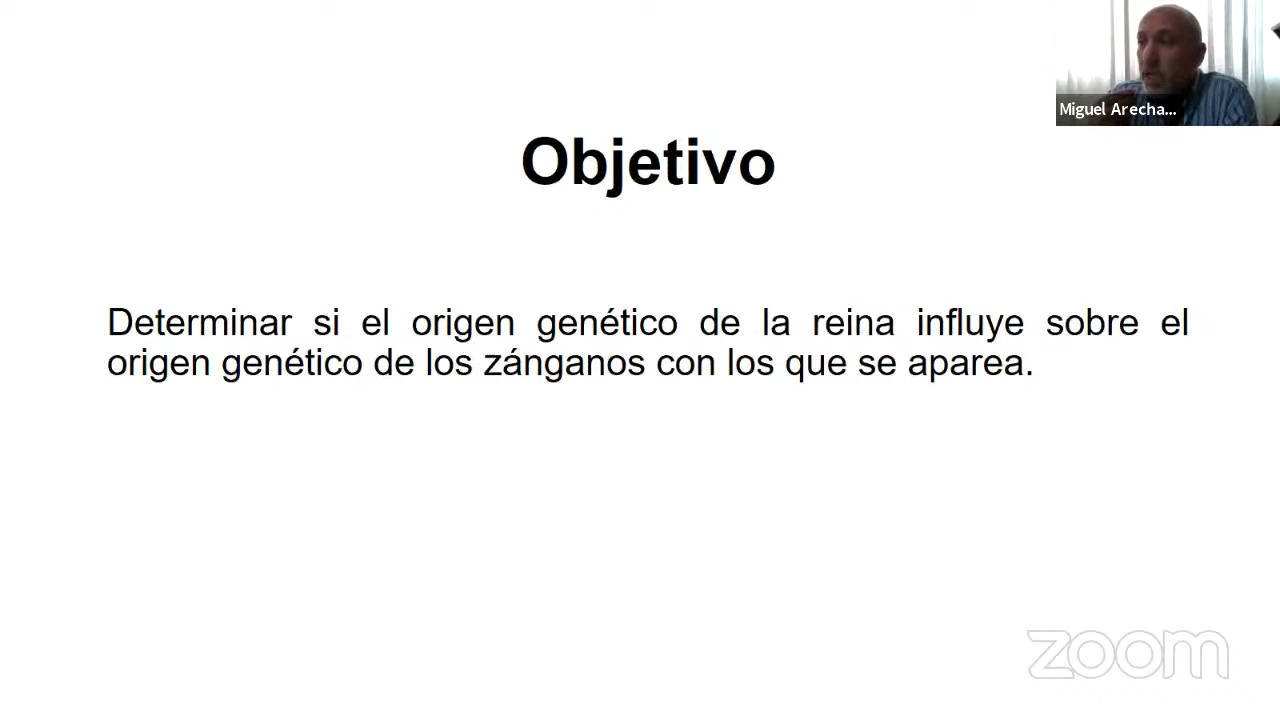 Miguel Arecha...
Objetivo
Determinar si el origen genético de la reina influye sobre el
origen genético de los zánganos con los que se aparea.
zoom